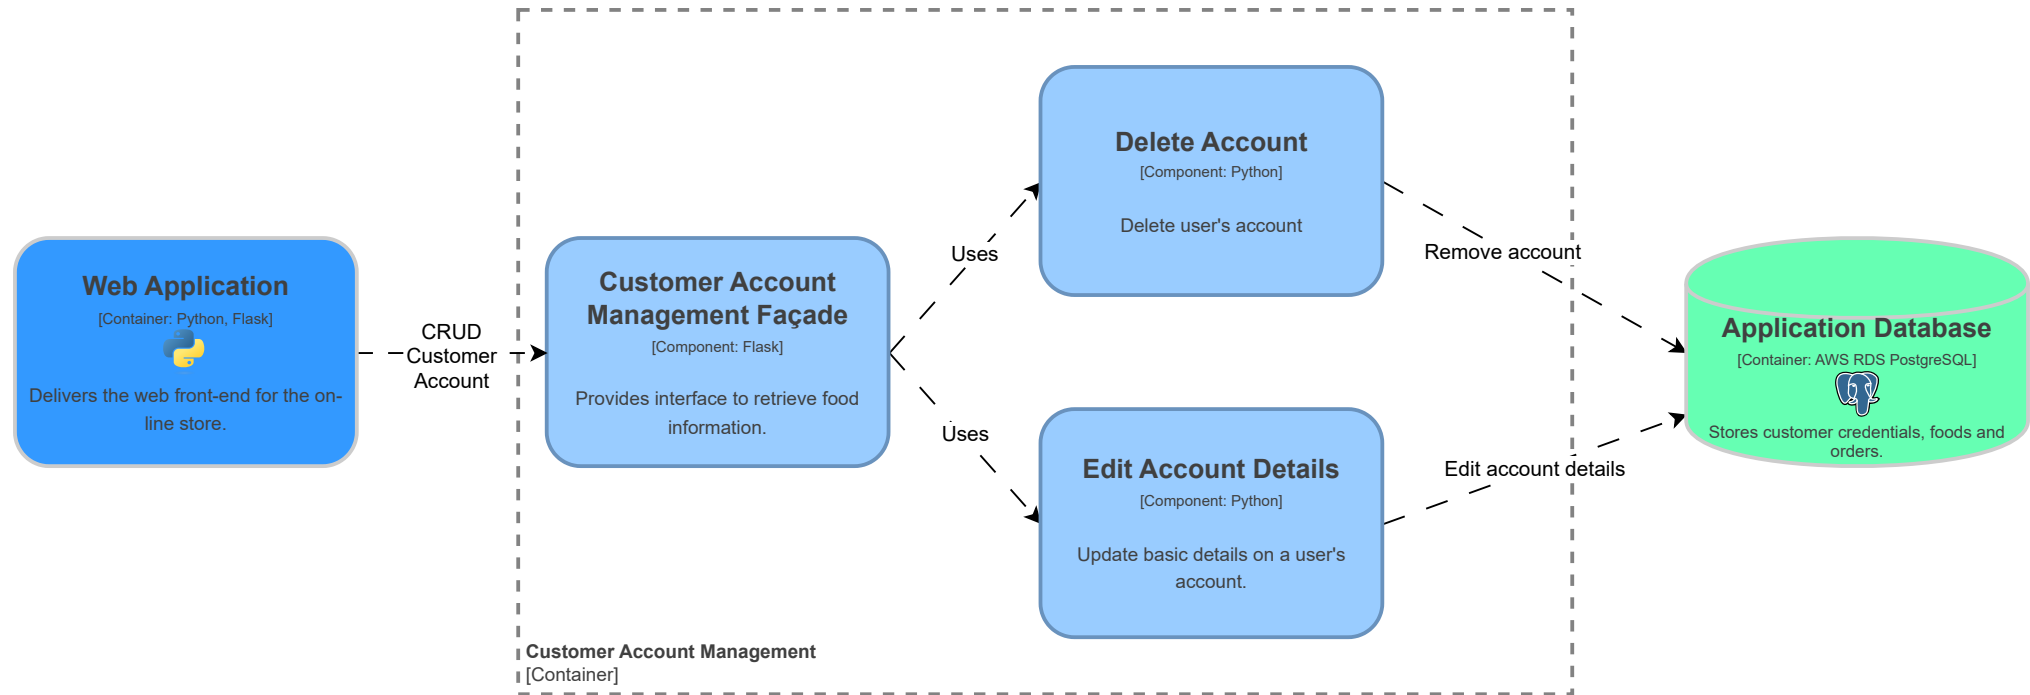 Web Application
[Container: Python, Flask]
Delivers the web front-end for the on-
line store.
CRUD
Customer
Account
Customer Account
Management Façade
[Component: Flask]
Provides interface to retrieve food
information.
Uses
Uses
Delete Account
[Component: Python]
Delete user's account
Edit Account Details
[Component: Python]
Update basic details on a user's
account.
Remove account
Edit account details
Application Database
[Container: AWS RDS PostgreSQL]
Stores customer credentials, foods and
orders.
Customer Account Management
[Container]